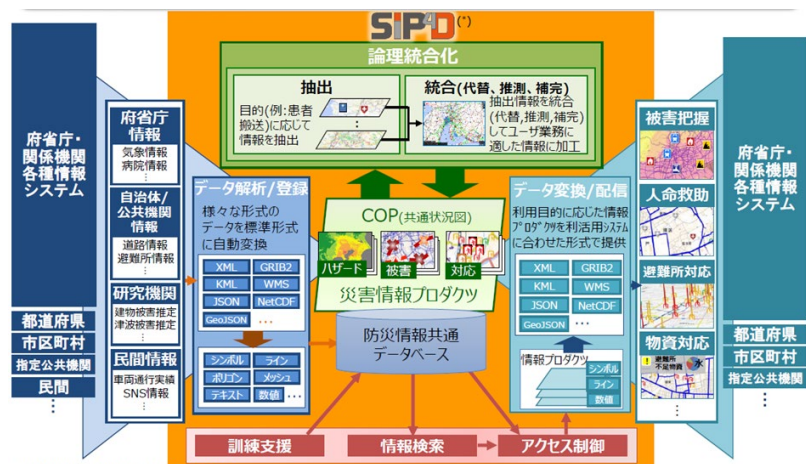 SIP4D(*)
論理統合化
抽出
目的(例:患者
搬送)に応じて
情報を抽出
統合(代替、推測、補完)
抽出情報を統合
(代替,推測,補完)
してユーザ業務に
適した情報に加工
府省庁・
関係機関
各種情報
システム
都道府県
市区町村
指定公共機関
民間
⋮
府省庁
情報
気象情報
病院情報
⋮
自治体/
公共機関
情報
道路情報
避難所情報
⋮
研究機関
建物被害推定
津波被害推定
⋮
民間情報
車両通行実績
SNS情報
⋮
データ解析/登録
様々な形式の
データを標準形式
に自動変換
XML GRIB2
KML WMS
JSON NetCDF
GeoJSON …
シンボル ライン
ポリゴン メッシュ
テキスト 数値 …
COP(共通状況図)
ハザード 被害 対応
災害情報プロダクツ
防災情報共通
データベース
データ変換/配信
利用目的に応じた情報
プロダクツを利活用システム
に合わせた形式で提供
XML GRIB2
KML WMS
JSON NetCDF
GeoJSON …
情報プロダクツ
シンボル
ライン
数値
訓練支援
情報検索
アクセス制御
被害把握
人命救助
避難所対応
物資対応
避難所
不足物資
水
⋮
府省庁・
関係機関
各種情報
システム
都道府県
市区町村
指定公共機関
⋮